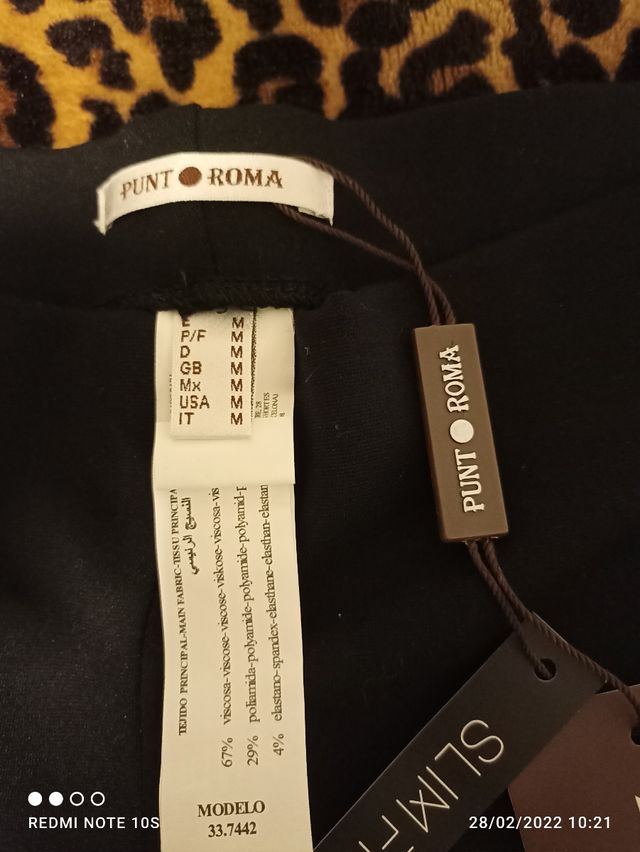 PUNT ROMA
E M
P/F M
D M
GB M
Mx M
USA M
IT M
PUNT ROMA
TEJIDO PRINCIPAL-MAIN FABRIC-TISSU PRINCIPA
النسيج الرئيسي
67% viscosa-viscose-viscose-viskose-viscosa-vis
29% poliamida-polyamide-polyamide-polyamid-p
4% elastano-spandex-elasthane-elasthan-elastan
MODELO
33.7442
SLIM
REDMI NOTE 10S
28/02/2022 10:21